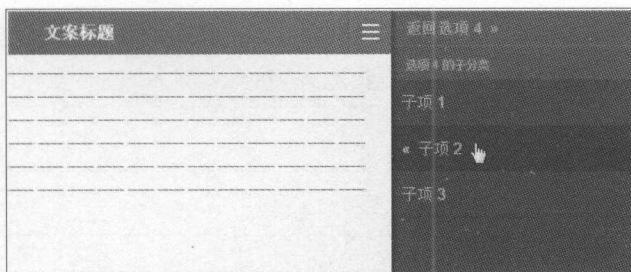 文案标题
返回选项 4 »
选项 4 的子分类
子项 1
« 子项 2
子项 3